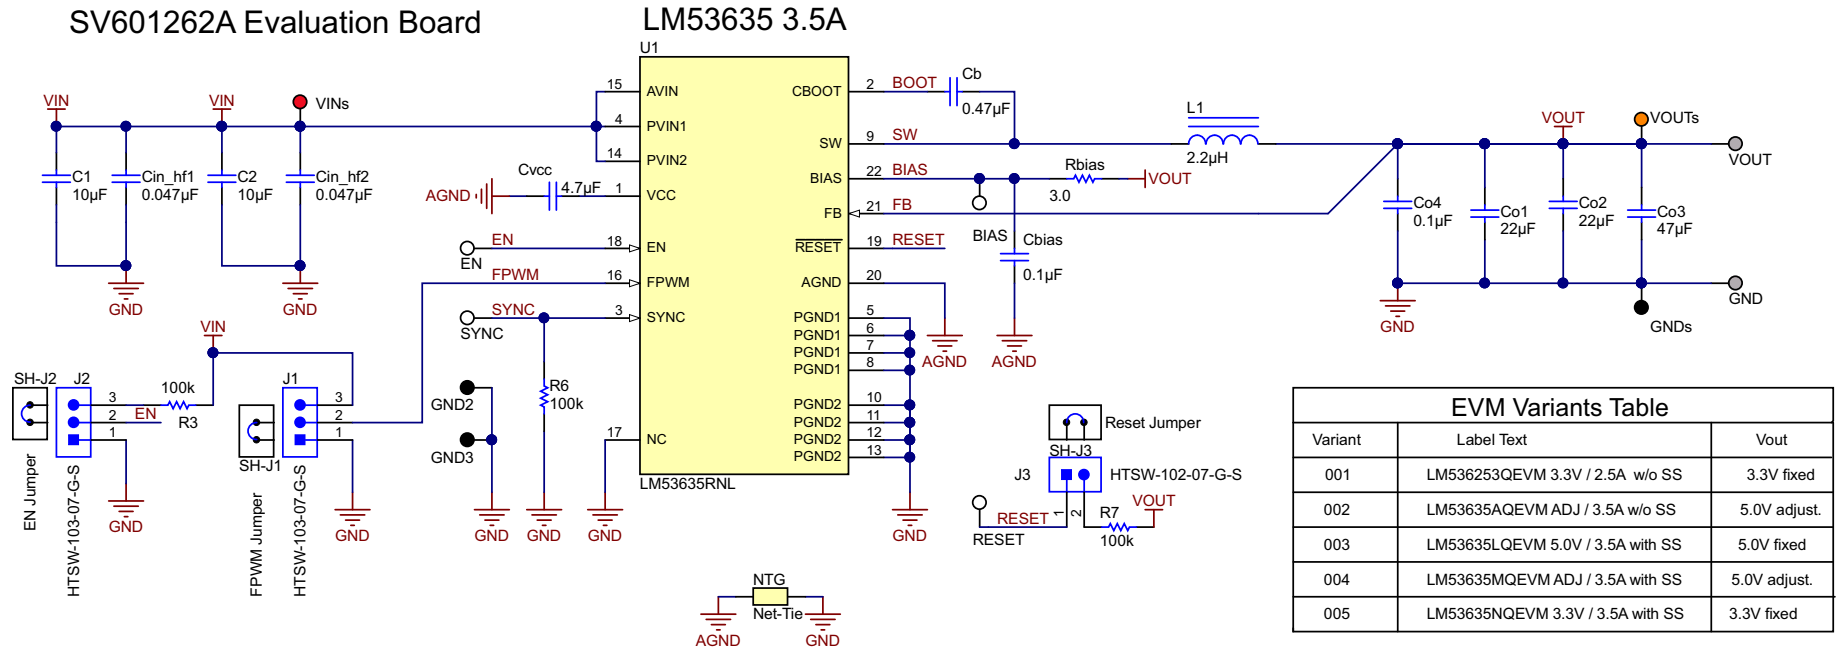 SV601262A Evaluation Board
LM53635 3.5A
U1
VIN
VIN
VINs
C1
10µF
Cin_hf1
0.047µF
C2
10µF
Cin_hf2
0.047µF
GND
GND
15 AVIN
4 PVIN1
14 PVIN2
1 VCC
18 EN
16 FPWM
3 SYNC
17 NC
CBOOT 2
SW 9
BIAS 22
FB 21
RESET 19
AGND 20
PGND1 5
PGND1 6
PGND1 7
PGND1 8
PGND2 10
PGND2 11
PGND2 12
PGND2 13
LM53635RNL
Cvcc
4.7µF
AGND
EN
EN
FPWM
SYNC
SYNC
R6
100k
GND2
GND3
GND
GND
GND
BOOT
Cb
0.47µF
SW
L1
2.2µH
BIAS
Rbias
3.0
VOUT
FB
BIAS
Cbias
0.1µF
RESET
AGND
AGND
GND
VOUT
VOUTs
VOUT
Co4
0.1µF
Co1
22µF
Co2
22µF
Co3
47µF
GND
GND
GNDs
VIN
SH-J2
J2
3
2
1
100k
R3
EN
GND
EN Jumper
HTSW-103-07-G-S
J1
3
2
1
SH-J1
GND
FPWM Jumper
HTSW-103-07-G-S
Reset Jumper
SH-J3
J3
HTSW-102-07-G-S
1
2
RESET
RESET
R7
100k
VOUT
NTG
Net-Tie
AGND
GND
EVM Variants Table
Variant Label Text Vout
001 LM536253QEVM 3.3V / 2.5A w/o SS 3.3V fixed
002 LM53635AQEVM ADJ / 3.5A w/o SS 5.0V adjust.
003 LM53635LQEVM 5.0V / 3.5A with SS 5.0V fixed
004 LM53635MQEVM ADJ / 3.5A with SS 5.0V adjust.
005 LM53635NQEVM 3.3V / 3.5A with SS 3.3V fixed